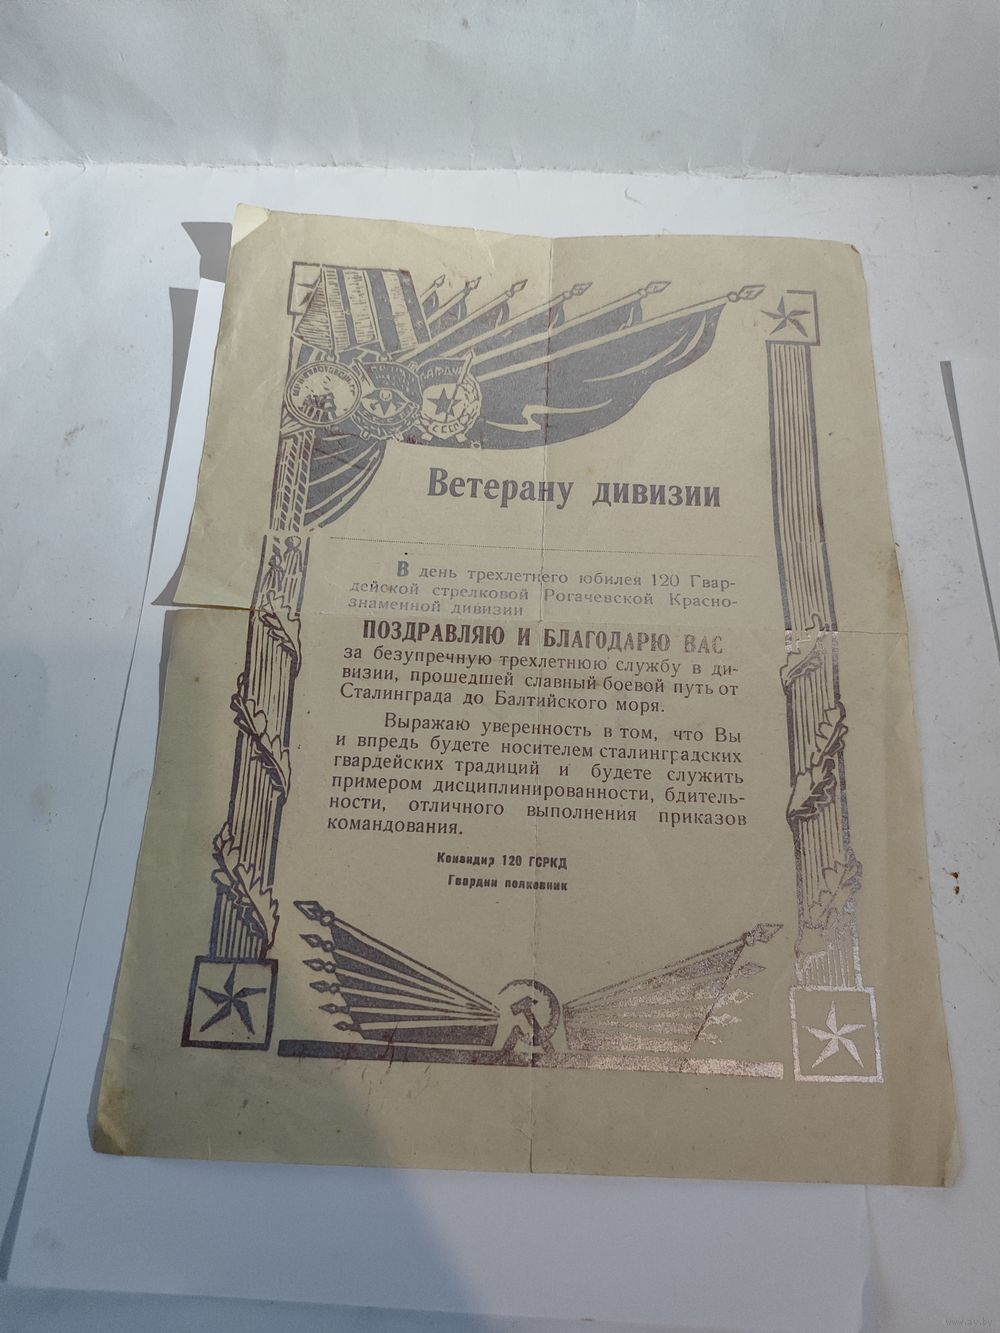 Ветерану дивизии
В день трехлетнего юбилея 120 Гвар-
дейской стрелковой Рогачевской Красно-
знаменной дивизии
ПОЗДРАВЛЯЮ И БЛАГОДАРЮ ВАС
за безупречную трехлетнюю службу в ди-
визии, прошедшей славный боевой путь от
Сталинграда до Балтийского моря.
Выражаю уверенность в том, что Вы
и впредь будете носителем сталинградских
гвардейских традиций и будете служить
примером дисциплинированности, бдитель-
ности, отличного выполнения приказов
командования.
Командир 120 ГСРКД
Гвардии полковник
www.ay.by